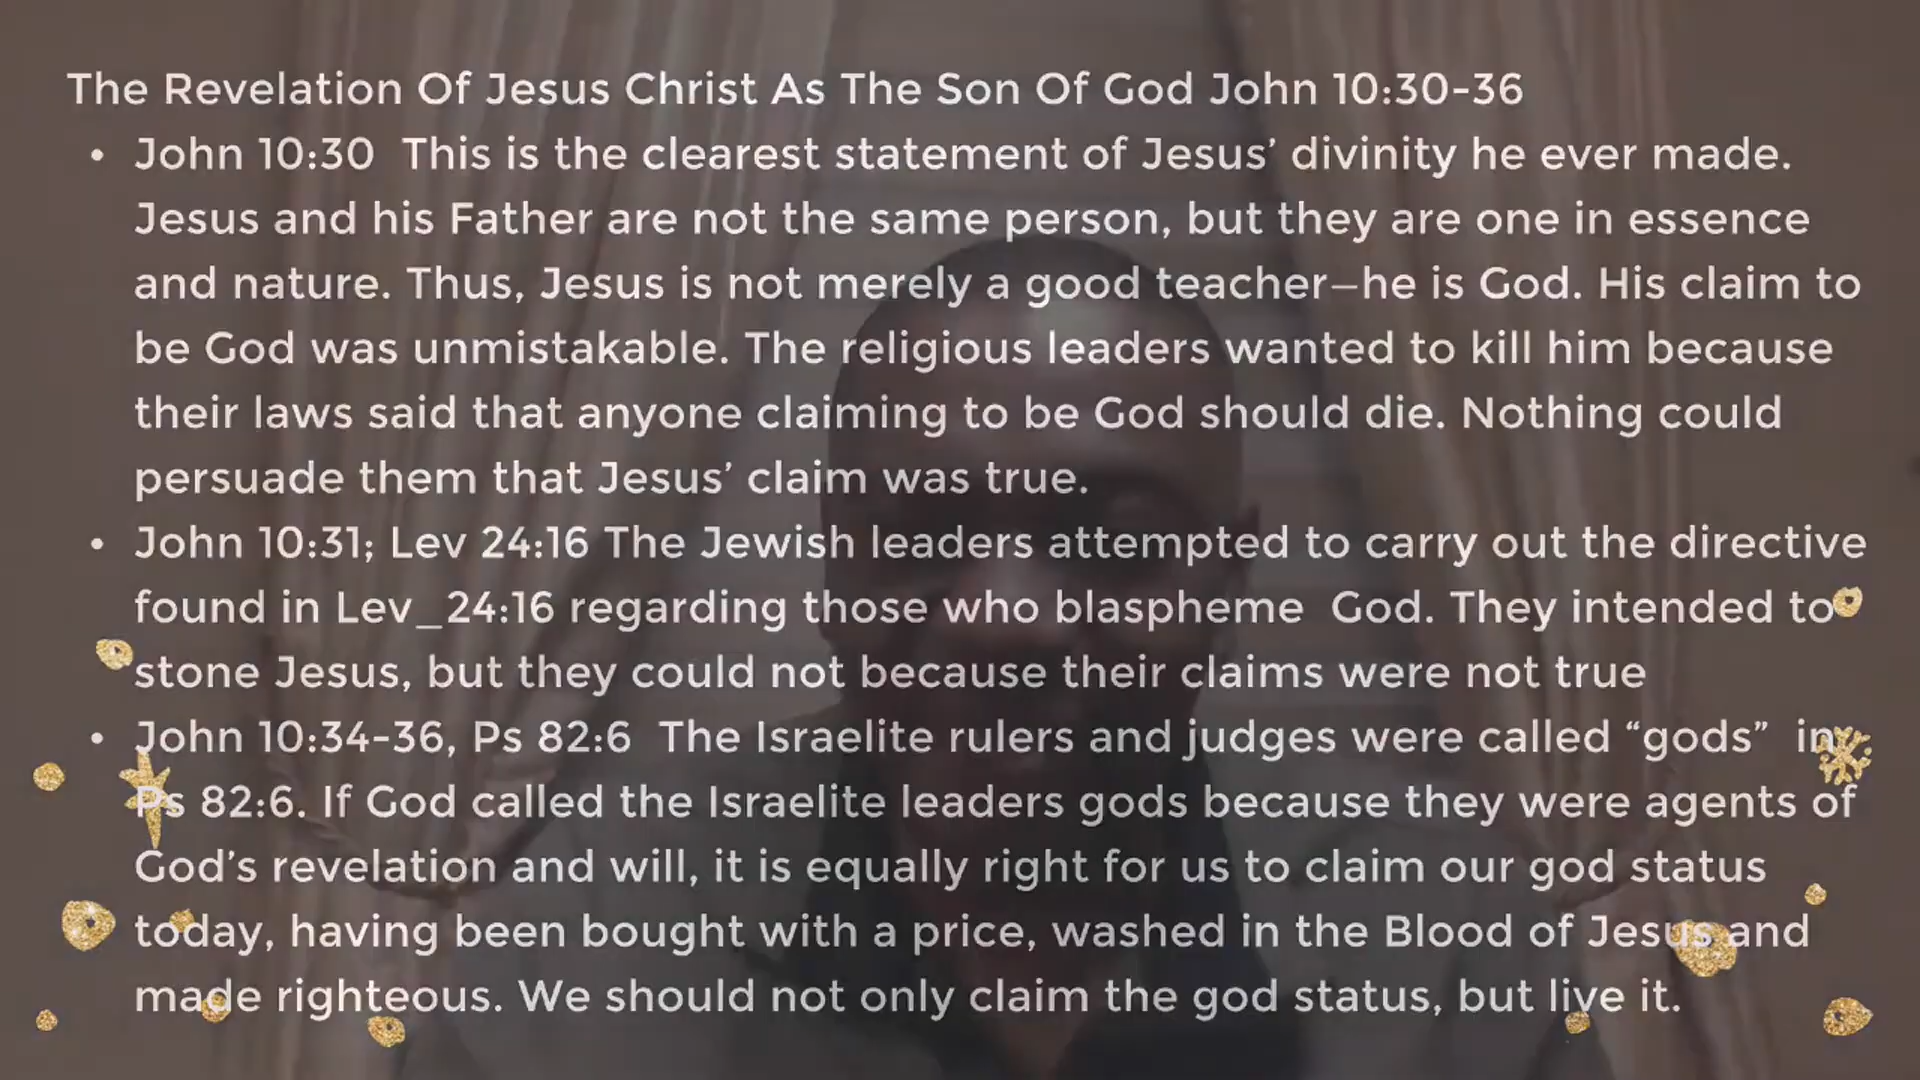 The Revelation Of Jesus Christ As The Son Of God John 10:30-36
• John 10:30  This is the clearest statement of Jesus’ divinity he ever made.
Jesus and his Father are not the same person, but they are one in essence
and nature. Thus, Jesus is not merely a good teacher—he is God. His claim to
be God was unmistakable. The religious leaders wanted to kill him because
their laws said that anyone claiming to be God should die. Nothing could
persuade them that Jesus’ claim was true.
• John 10:31; Lev 24:16 The Jewish leaders attempted to carry out the directive
found in Lev_24:16 regarding those who blaspheme  God. They intended to
stone Jesus, but they could not because their claims were not true
• John 10:34-36, Ps 82:6  The Israelite rulers and judges were called “gods”  in
Ps 82:6. If God called the Israelite leaders gods because they were agents of
God’s revelation and will, it is equally right for us to claim our god status
today, having been bought with a price, washed in the Blood of Jesus and
made righteous. We should not only claim the god status, but live it.